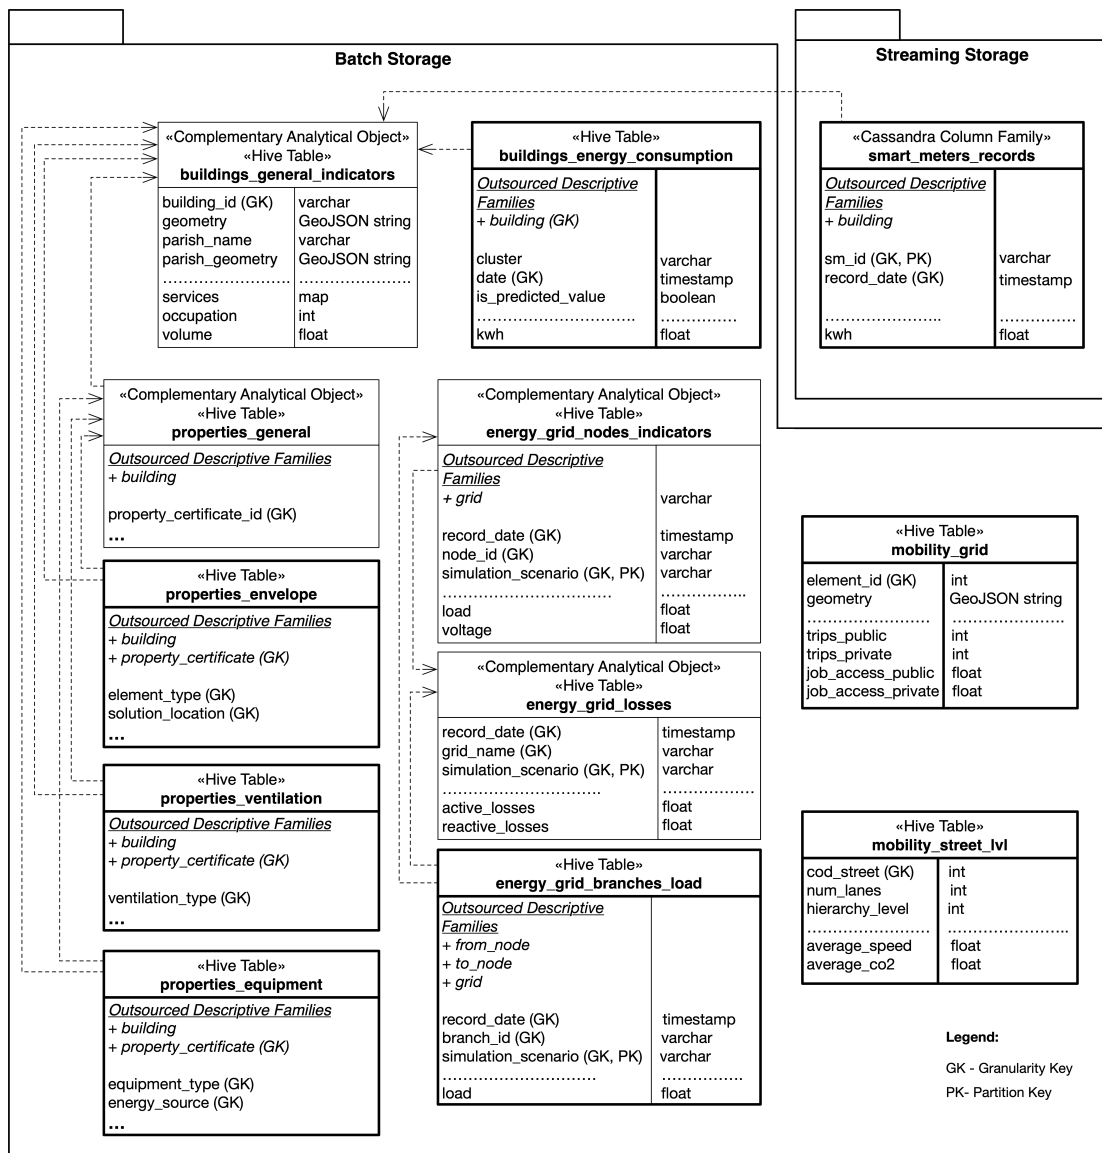 Batch Storage
Streaming Storage
«Complementary Analytical Object»
«Hive Table»
buildings_general_indicators
building_id (GK) varchar
geometry GeoJSON string
parish_name varchar
parish_geometry GeoJSON string
........................ .....................
services map
occupation int
volume float
«Hive Table»
buildings_energy_consumption
Outsourced Descriptive
Families
+ building (GK)
cluster varchar
date (GK) timestamp
is_predicted_value boolean
.............................. ...............
kwh float
«Cassandra Column Family»
smart_meters_records
Outsourced Descriptive
Families
+ building
sm_id (GK, PK) varchar
record_date (GK) timestamp
...................... ...............
kwh float
«Complementary Analytical Object»
«Hive Table»
properties_general
Outsourced Descriptive Families
+ building
property_certificate_id (GK)
...
«Hive Table»
properties_envelope
Outsourced Descriptive Families
+ building
+ property_certificate (GK)
element_type (GK)
solution_location (GK)
...
«Hive Table»
properties_ventilation
Outsourced Descriptive Families
+ building
+ property_certificate (GK)
ventilation_type (GK)
...
«Hive Table»
properties_equipment
Outsourced Descriptive Families
+ building
+ property_certificate (GK)
equipment_type (GK)
energy_source (GK)
...
«Complementary Analytical Object»
«Hive Table»
energy_grid_nodes_indicators
Outsourced Descriptive
Families
+ grid varchar
record_date (GK) timestamp
node_id (GK) varchar
simulation_scenario (GK, PK) varchar
................................ ................
load float
voltage float
«Complementary Analytical Object»
«Hive Table»
energy_grid_losses
record_date (GK) timestamp
grid_name (GK) varchar
simulation_scenario (GK, PK) varchar
.............................. .................
active_losses float
reactive_losses float
«Hive Table»
energy_grid_branches_load
Outsourced Descriptive
Families
+ from_node
+ to_node
+ grid
record_date (GK) timestamp
branch_id (GK) varchar
simulation_scenario (GK, PK) varchar
............................. ...............
load float
«Hive Table»
mobility_grid
element_id (GK) int
geometry GeoJSON string
....................... .....................
trips_public int
trips_private int
job_access_public float
job_access_private float
«Hive Table»
mobility_street_lvl
cod_street (GK) int
num_lanes int
hierarchy_level int
....................... .......................
average_speed float
average_co2 float
Legend:
GK - Granularity Key
PK- Partition Key